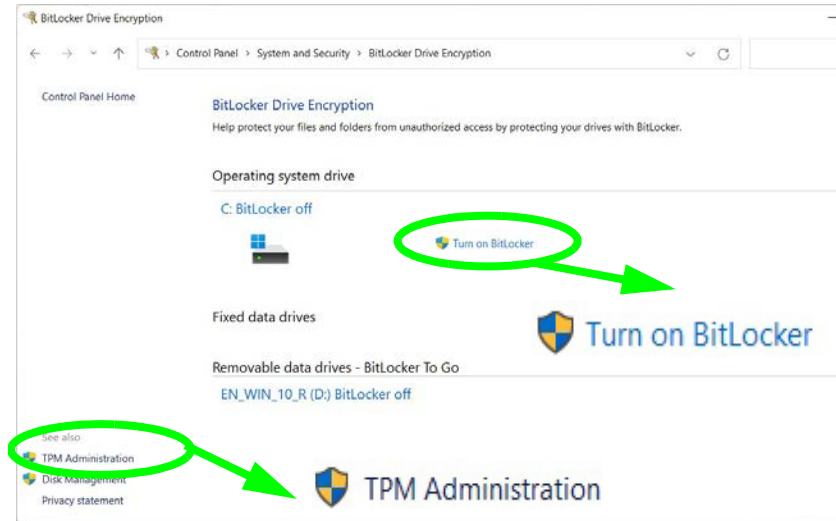 BitLocker Drive Encryption
Control Panel > System and Security > BitLocker Drive Encryption
Control Panel Home
BitLocker Drive Encryption
Help protect your files and folders from unauthorized access by protecting your drives with BitLocker.
Operating system drive
C: BitLocker off
Turn on BitLocker
Turn on BitLocker
Fixed data drives
Removable data drives - BitLocker To Go
EN_WIN_10_R (D:) BitLocker off
See also
TPM Administration
TPM Administration
Disk Management
Privacy statement